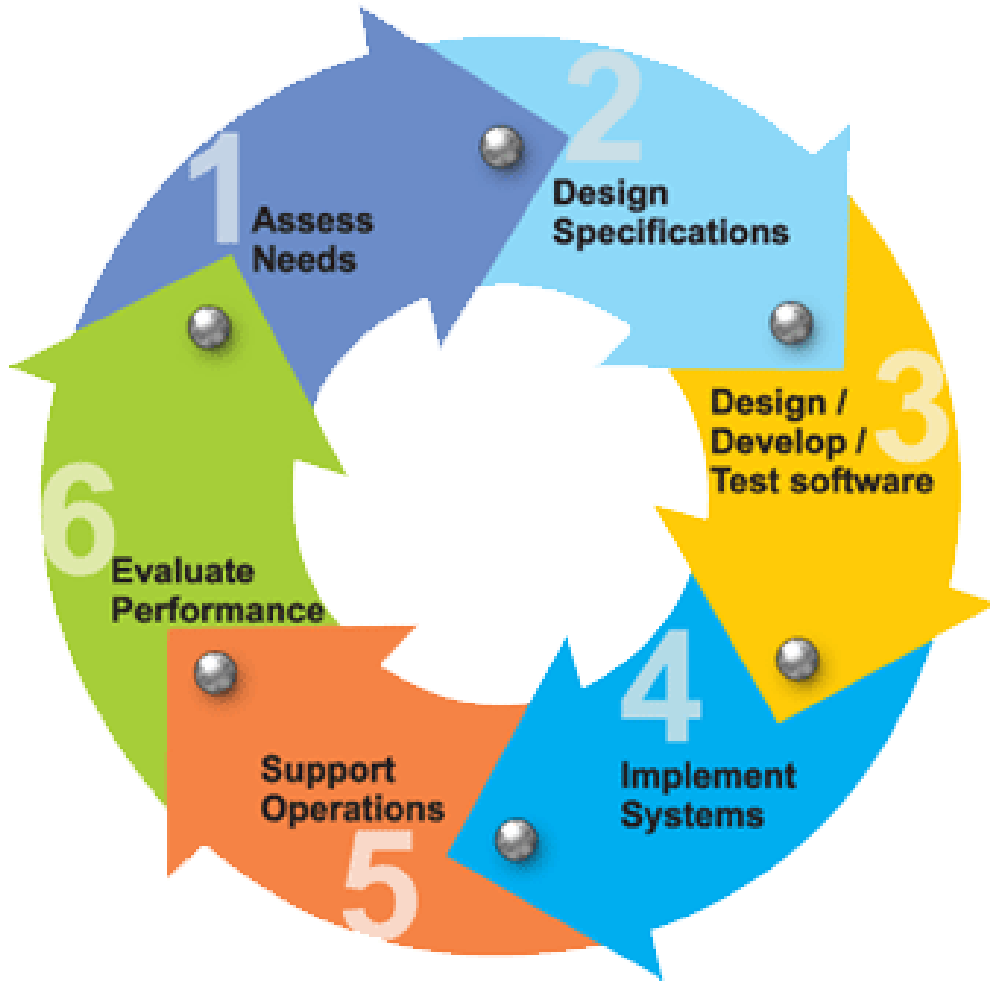 1
Assess
Needs
2
Design
Specifications
3
Design /
Develop /
Test software
4
Implement
Systems
5
Support
Operations
6
Evaluate
Performance